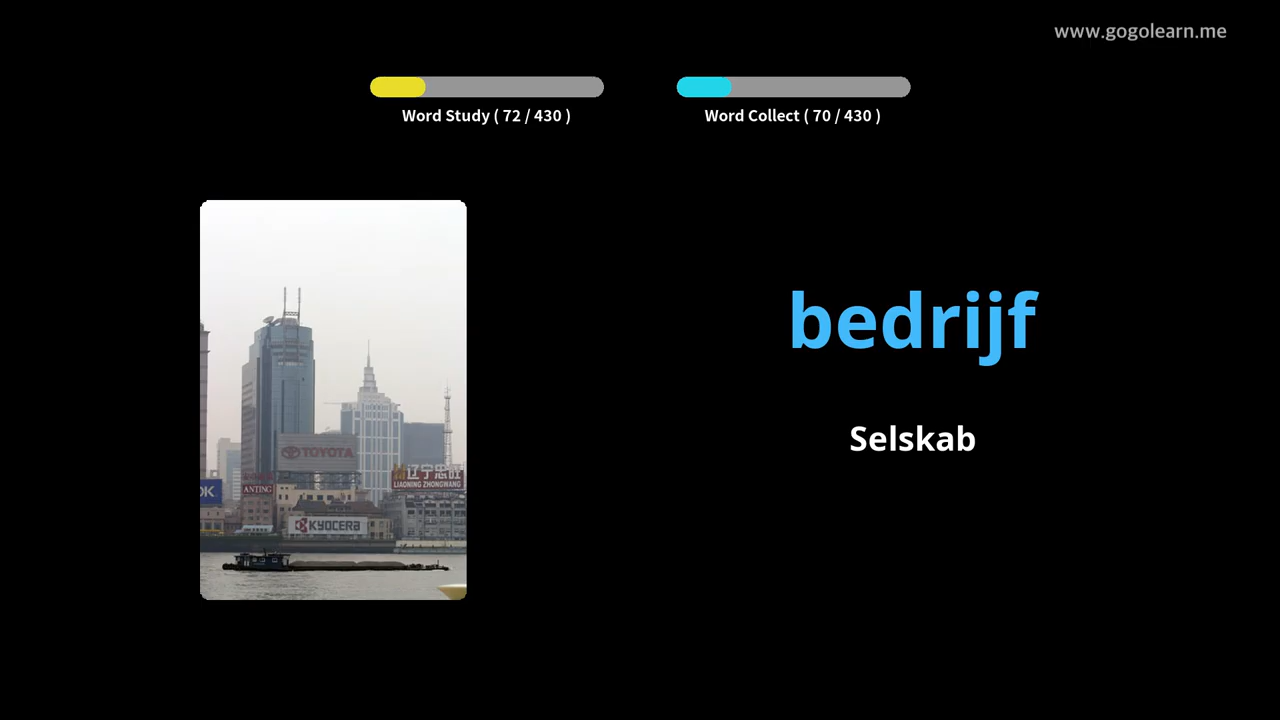 www.gogolearn.me
Word Study ( 72 / 430 )
Word Collect ( 70 / 430 )
bedrijf
Selskab
TOYOTA
辽宁忠旺
LIAONING ZHONGWANG
OK
ANTING
KYOCERA